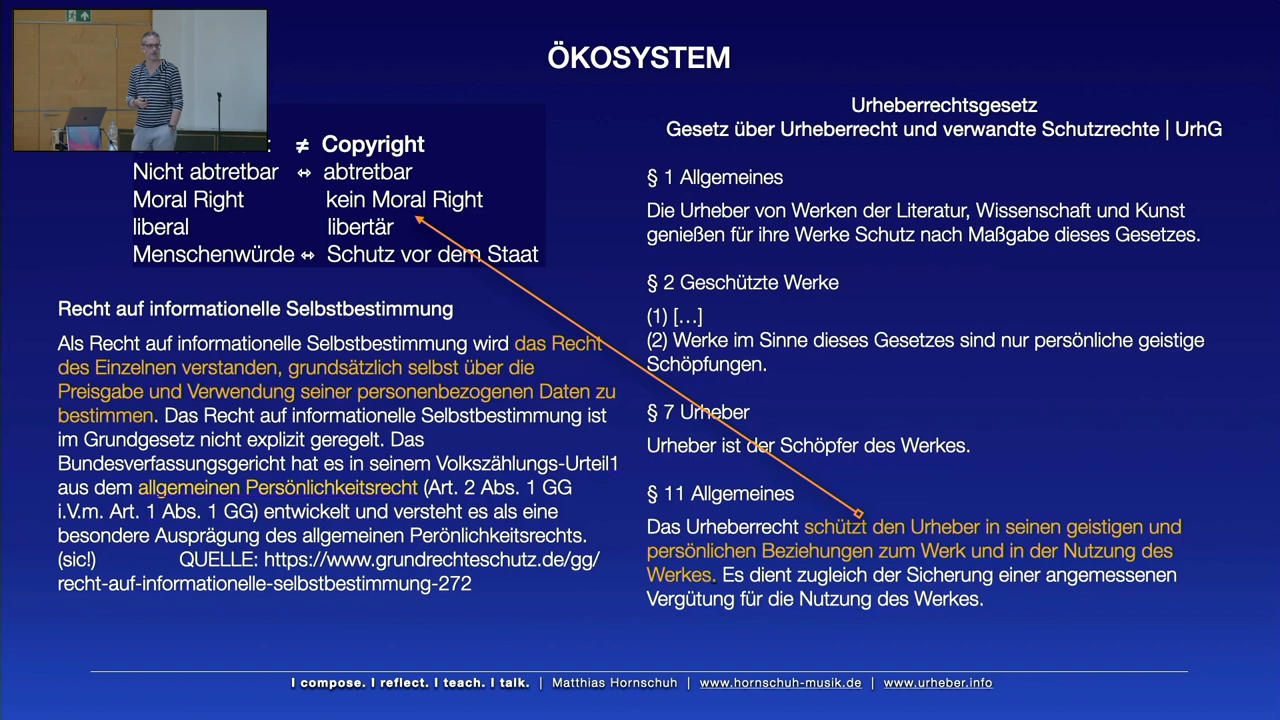 ÖKOSYSTEM
: ≠ Copyright
Nicht abtretbar ⇔ abtretbar
Moral Right kein Moral Right
liberal libertär
Menschenwürde ⇔ Schutz vor dem Staat
Recht auf informationelle Selbstbestimmung
Als Recht auf informationelle Selbstbestimmung wird das Recht
des Einzelnen verstanden, grundsätzlich selbst über die
Preisgabe und Verwendung seiner personenbezogenen Daten zu
bestimmen. Das Recht auf informationelle Selbstbestimmung ist
im Grundgesetz nicht explizit geregelt. Das
Bundesverfassungsgericht hat es in seinem Volkszählungs-Urteil1
aus dem allgemeinen Persönlichkeitsrecht (Art. 2 Abs. 1 GG
i.V.m. Art. 1 Abs. 1 GG) entwickelt und versteht es als eine
besondere Ausprägung des allgemeinen Perönlichkeitsrechts.
(sic!) QUELLE: https://www.grundrechteschutz.de/gg/
recht-auf-informationelle-selbstbestimmung-272
Urheberrechtsgesetz
Gesetz über Urheberrecht und verwandte Schutzrechte | UrhG
§ 1 Allgemeines
Die Urheber von Werken der Literatur, Wissenschaft und Kunst
genießen für ihre Werke Schutz nach Maßgabe dieses Gesetzes.
§ 2 Geschützte Werke
(1) […]
(2) Werke im Sinne dieses Gesetzes sind nur persönliche geistige
Schöpfungen.
§ 7 Urheber
Urheber ist der Schöpfer des Werkes.
§ 11 Allgemeines
Das Urheberrecht schützt den Urheber in seinen geistigen und
persönlichen Beziehungen zum Werk und in der Nutzung des
Werkes. Es dient zugleich der Sicherung einer angemessenen
Vergütung für die Nutzung des Werkes.
I compose. I reflect. I teach. I talk. | Matthias Hornschuh | www.hornschuh-musik.de | www.urheber.info